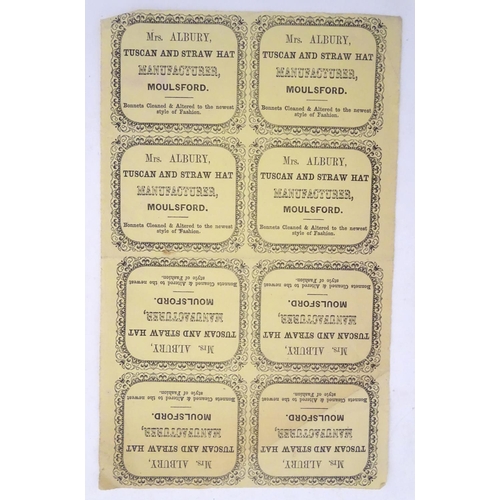 Mrs. ALBURY,
TUSCAN AND STRAW HAT
MANUFACTURER,
MOULSFORD.
Bonnets Cleaned & Altered to the newest
style of Fashion.
Mrs. ALBURY,
TUSCAN AND STRAW HAT
MANUFACTURER,
MOULSFORD.
Bonnets Cleaned & Altered to the newest
style of Fashion.
Mrs. ALBURY,
TUSCAN AND STRAW HAT
MANUFACTURER,
MOULSFORD.
Bonnets Cleaned & Altered to the newest
style of Fashion.
Mrs. ALBURY,
TUSCAN AND STRAW HAT
MANUFACTURER,
MOULSFORD.
Bonnets Cleaned & Altered to the newest
style of Fashion.
Mrs. ALBURY,
TUSCAN AND STRAW HAT
MANUFACTURER,
MOULSFORD.
Bonnets Cleaned & Altered to the newest
style of Fashion.
Mrs. ALBURY,
TUSCAN AND STRAW HAT
MANUFACTURER,
MOULSFORD.
Bonnets Cleaned & Altered to the newest
style of Fashion.
Mrs. ALBURY,
TUSCAN AND STRAW HAT
MANUFACTURER,
MOULSFORD.
Bonnets Cleaned & Altered to the newest
style of Fashion.
Mrs. ALBURY,
TUSCAN AND STRAW HAT
MANUFACTURER,
MOULSFORD.
Bonnets Cleaned & Altered to the newest
style of Fashion.